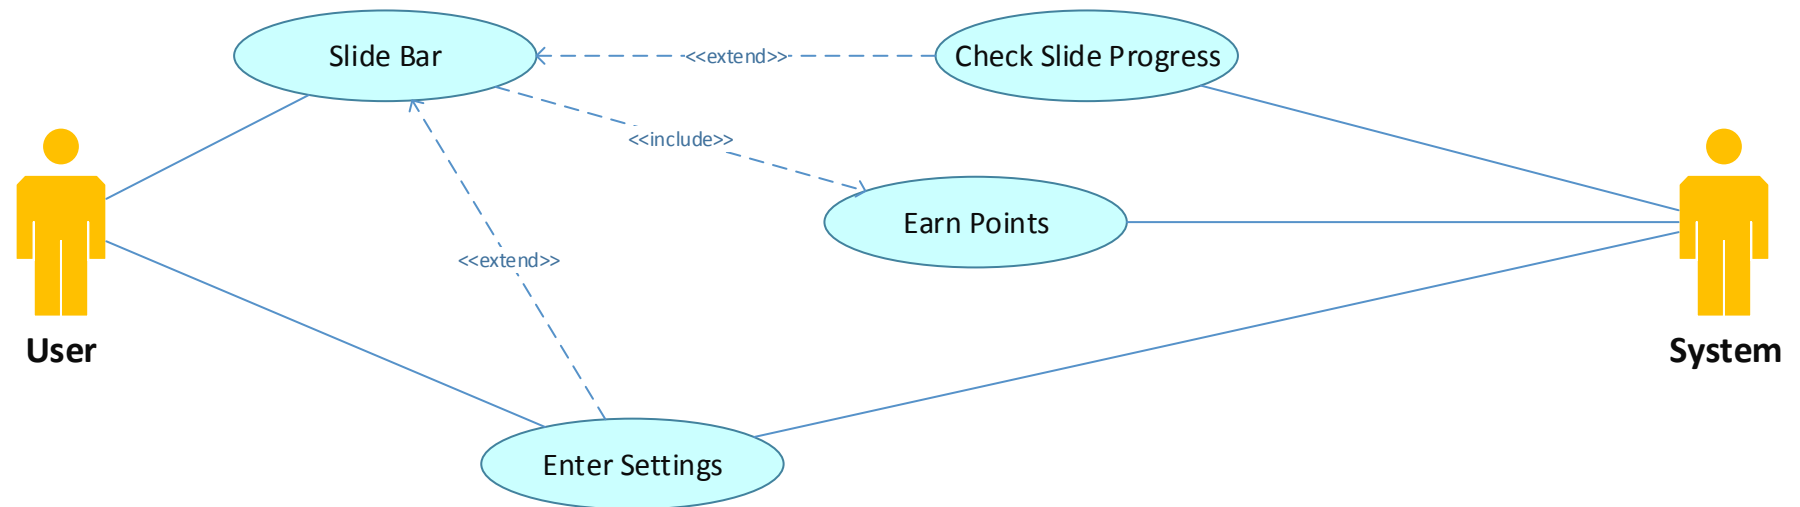 Slide Bar
<<extend>>
Check Slide Progress
<<include>>
Earn Points
<<extend>>
User
System
Enter Settings